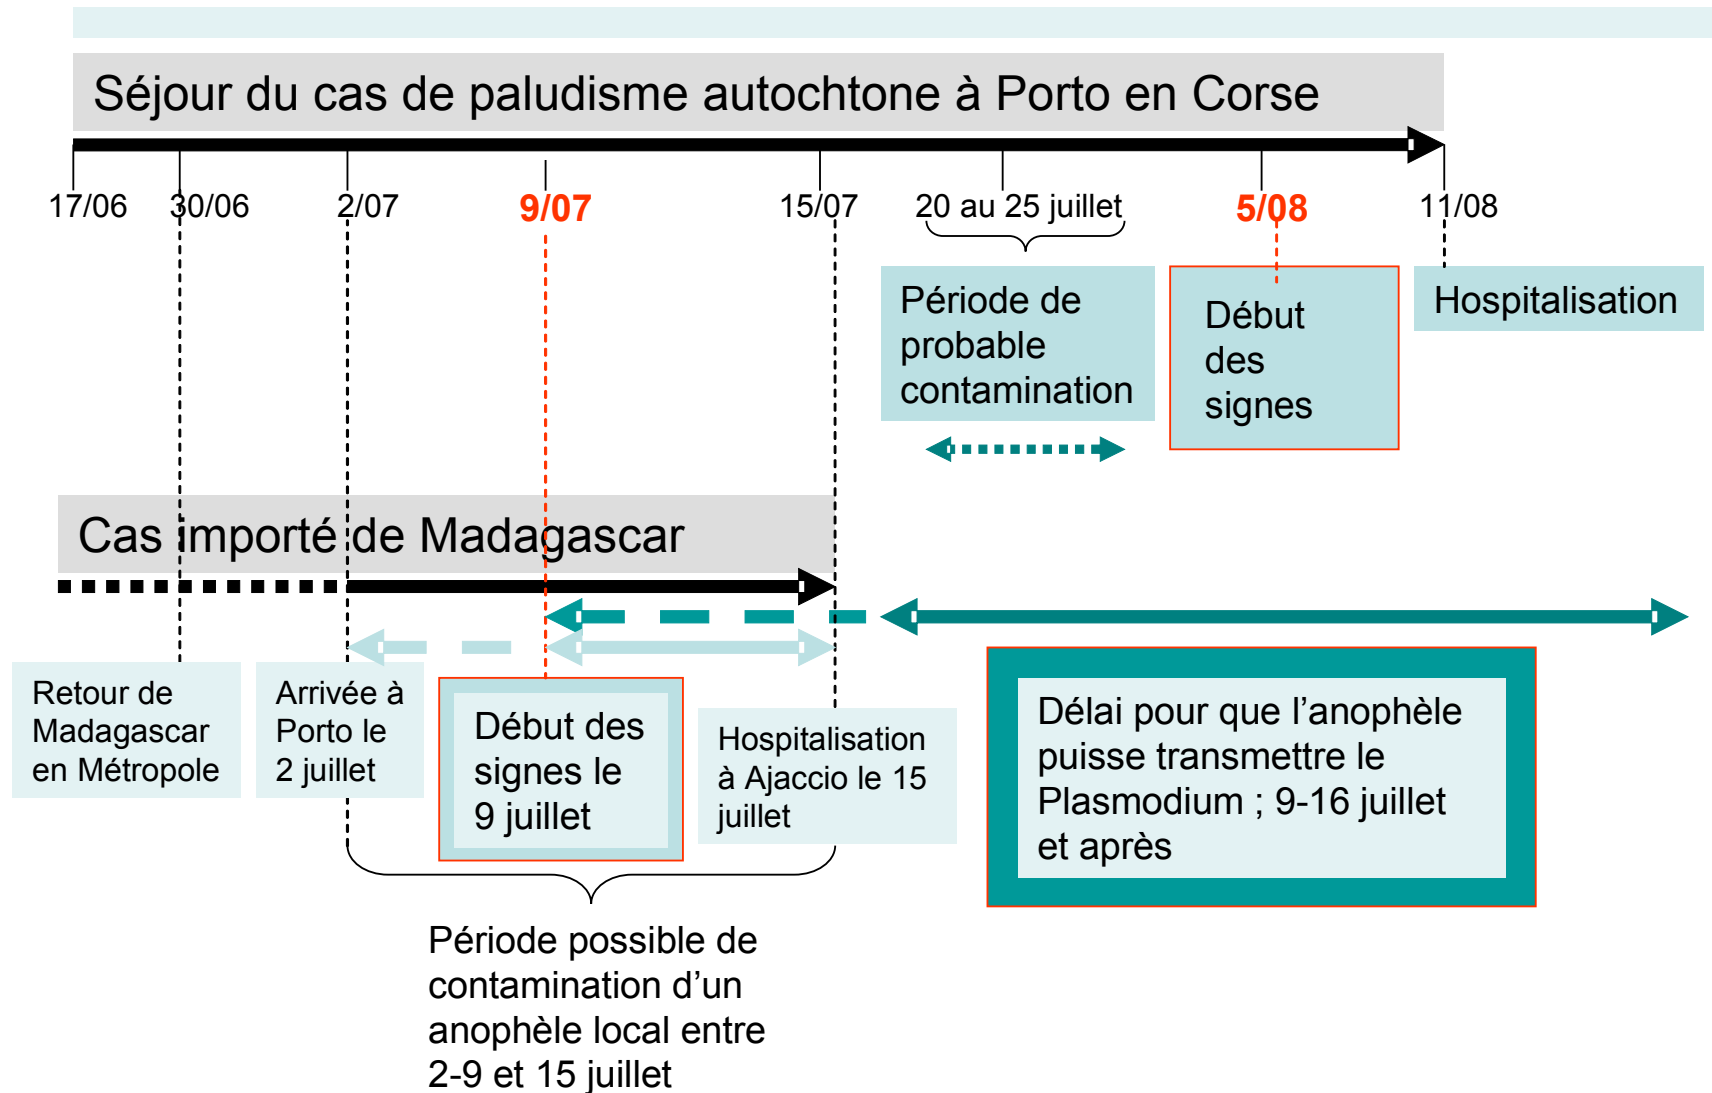 Séjour du cas de paludisme autochtone à Porto en Corse
17/06 30/06 2/07 9/07 15/07 20 au 25 juillet 5/08 11/08
Période de
probable
contamination
Début
des
signes
Hospitalisation
Cas importé de Madagascar
Retour de
Madagascar
en Métropole
Arrivée à
Porto le
2 juillet
Début des
signes le
9 juillet
Hospitalisation
à Ajaccio le 15
juillet
Délai pour que l’anophèle
puisse transmettre le
Plasmodium ; 9-16 juillet
et après
Période possible de
contamination d’un
anophèle local entre
2-9 et 15 juillet